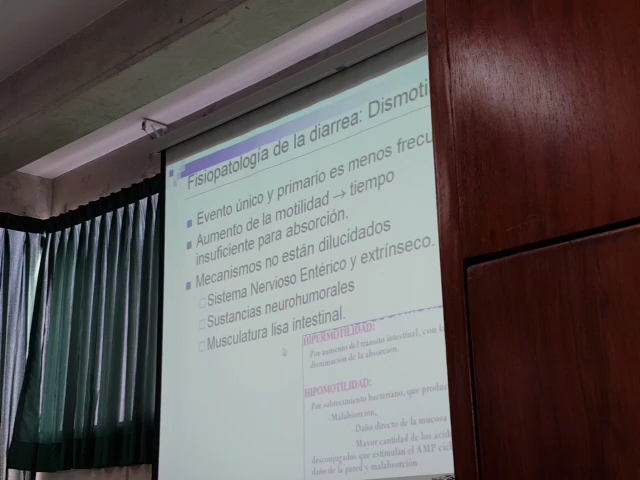 Fisiopatología de la diarrea: Dismoti
Evento único y primario es menos frecu
Aumento de la motilidad → tiempo
insuficiente para absorción.
Mecanismos no están dilucidados
Sistema Nervioso Entérico y extrínseco.
Sustancias neurohumorales
Musculatura lisa intestinal.
HIPERMOTILIDAD:
Por aumento del transito intestinal, con la
disminución de la absorción.
HIPOMOTILIDAD:
Por sobrecimiento bacteriano, que produc
- Malabsorción,
Daño directo de la mucosa
Mayor cantidad de los ácid
desconjugados que estimulan el AMP cicl
daño de la pared y malabsorción